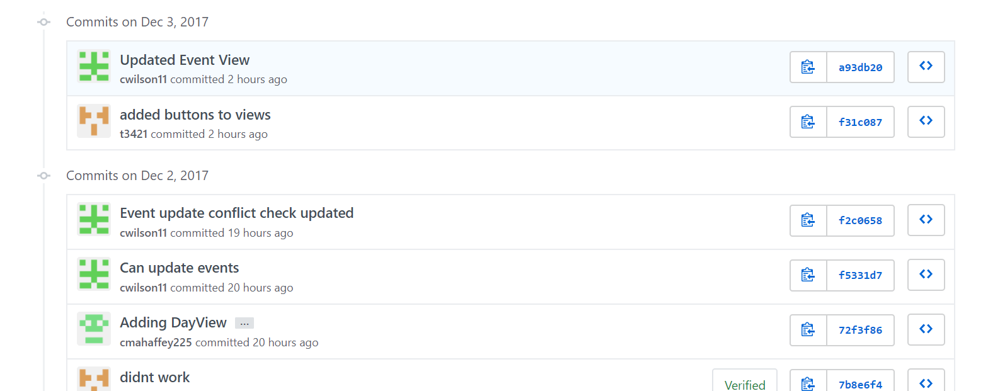 Commits on Dec 3, 2017
Updated Event View
cwilson11 committed 2 hours ago
a93db20
added buttons to views
t3421 committed 2 hours ago
f31c087
Commits on Dec 2, 2017
Event update conflict check updated
cwilson11 committed 19 hours ago
f2c0658
Can update events
cwilson11 committed 20 hours ago
f5331d7
Adding DayView ...
cmahaffey225 committed 20 hours ago
72f3f86
didnt work
Verified 7b8e6f4